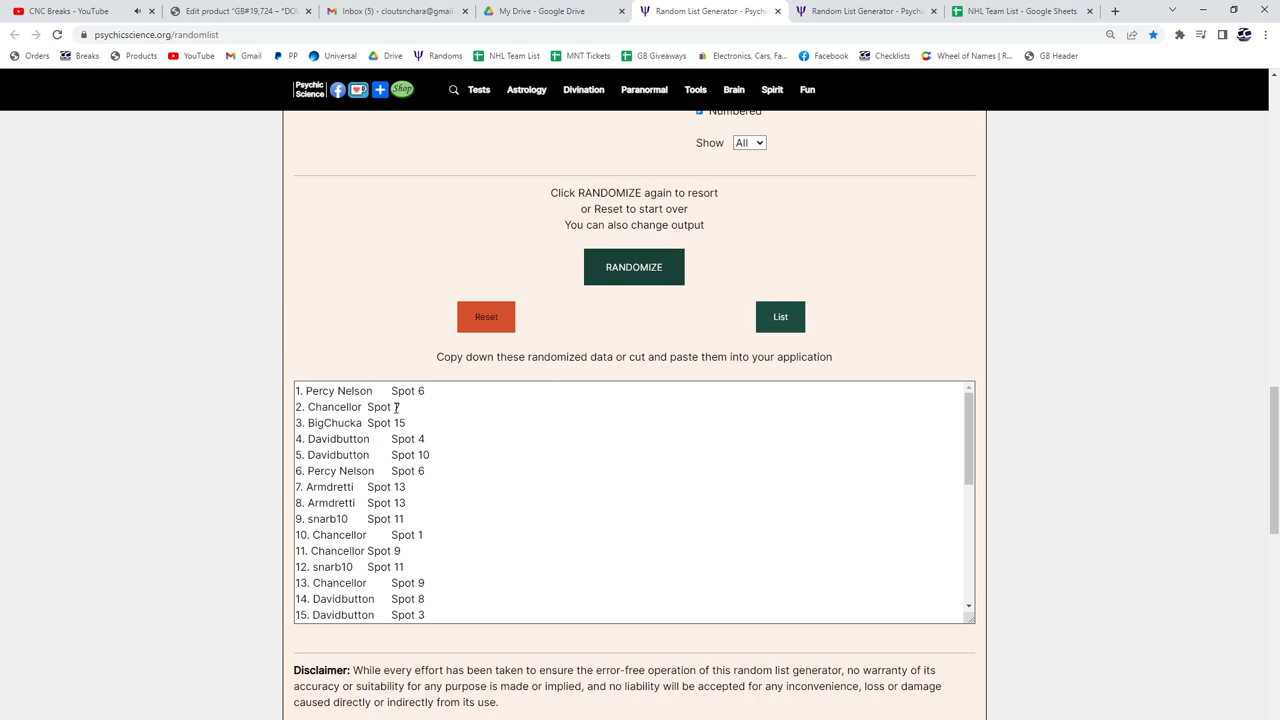 CNC Breaks - YouTube
Edit product "GB#19,724 – "DO
Inbox (5) - cloutsnchara@gmail
My Drive - Google Drive
Random List Generator - Psychic
Random List Generator - Psychic
NHL Team List - Google Sheets
psychicscience.org/randomlist
Orders
Breaks
Products
YouTube
Gmail
PP
Universal
Drive
Randoms
NHL Team List
MNT Tickets
GB Giveaways
Electronics, Cars, Fa...
Facebook
Checklists
Wheel of Names | R...
GB Header
Psychic Science
Shop
Tests
Astrology
Divination
Paranormal
Tools
Brain
Spirit
Fun
Numbered
Show All
Click RANDOMIZE again to resort
or Reset to start over
You can also change output
RANDOMIZE
Reset
List
Copy down these randomized data or cut and paste them into your application
1. Percy Nelson Spot 6
2. Chancellor Spot
3. BigChucka Spot 15
4. Davidbutton Spot 4
5. Davidbutton Spot 10
6. Percy Nelson Spot 6
7. Armdretti Spot 13
8. Armdretti Spot 13
9. snarb10 Spot 11
10. Chancellor Spot 1
11. Chancellor Spot 9
12. snarb10 Spot 11
13. Chancellor Spot 9
14. Davidbutton Spot 8
15. Davidbutton Spot 3
Disclaimer: While every effort has been taken to ensure the error-free operation of this random list generator, no warranty of its
accuracy or suitability for any purpose is made or implied, and no liability will be accepted for any inconvenience, loss or damage
caused directly or indirectly from its use.